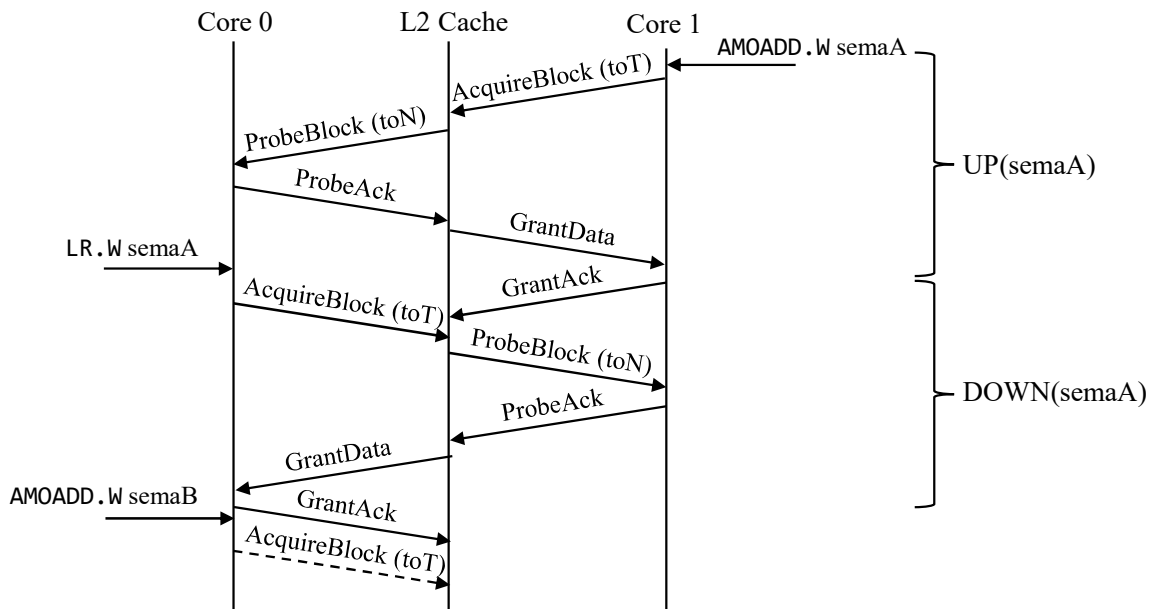 Core 0
L2 Cache
Core 1
AMOADD.W semaA
AcquireBlock (toT)
ProbeBlock (toN)
UP(semaA)
ProbeAck
GrantData
LR.W semaA
GrantAck
AcquireBlock (toT)
ProbeBlock (toN)
DOWN(semaA)
ProbeAck
GrantData
AMOADD.W semaB
GrantAck
AcquireBlock (toT)